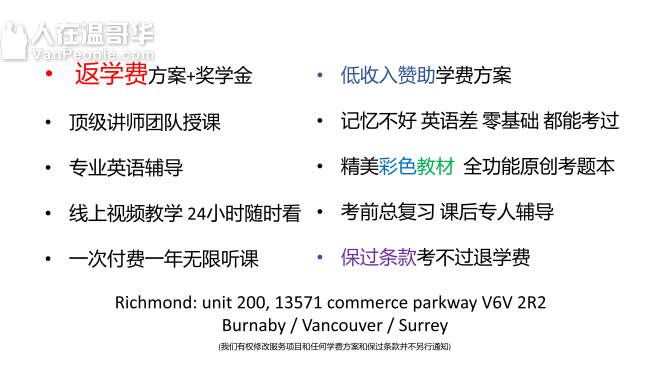 人在温哥华
VanPeople.com
• 返学费方案+奖学金
• 顶级讲师团队授课
• 专业英语辅导
• 线上视频教学 24小时随时看
• 一次付费一年无限听课
• 低收入赞助学费方案
• 记忆不好 英语差 零基础 都能考过
• 精美彩色教材 全功能原创考题本
• 考前总复习 课后专人辅导
• 保过条款考不过退学费
Richmond: unit 200, 13571 commerce parkway V6V 2R2
Burnaby / Vancouver / Surrey
(我们有权修改服务项目和任何学费方案和保过条款并不另行通知)